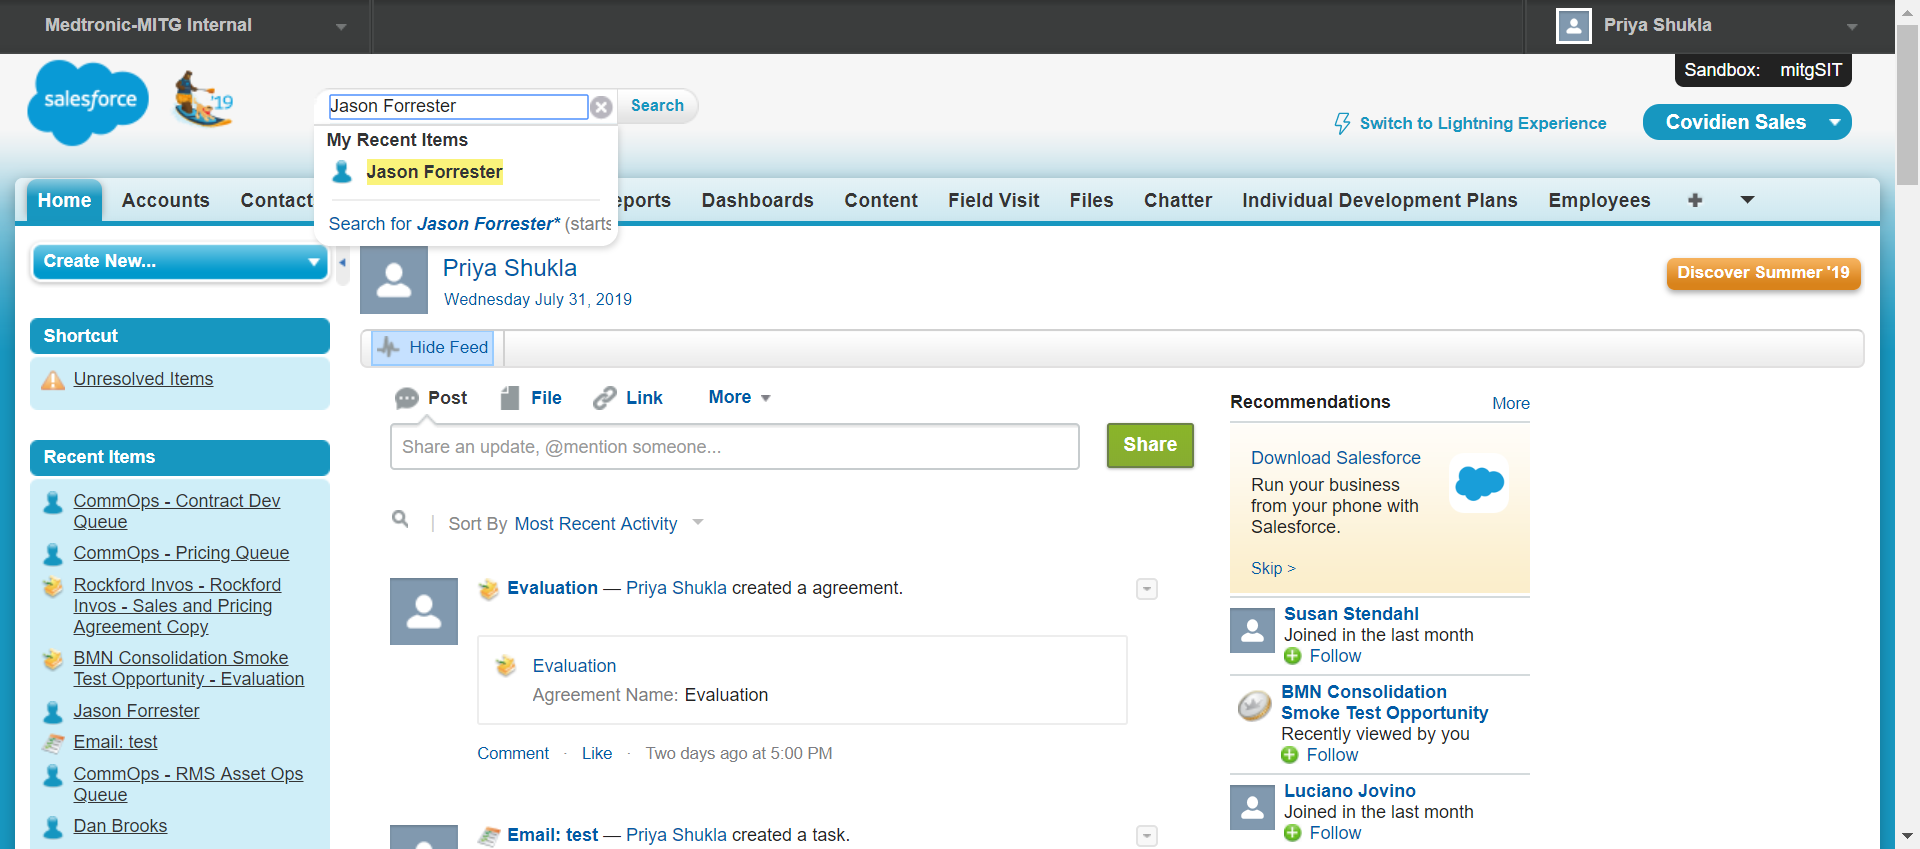 Medtronic-MITG Internal
Priya Shukla
Sandbox: mitgSIT
salesforce
'19
Jason Forrester
Search
Switch to Lightning Experience
Covidien Sales
My Recent Items
Jason Forrester
Search for Jason Forrester* (starts
Home
Accounts
Contact
eports
Dashboards
Content
Field Visit
Files
Chatter
Individual Development Plans
Employees
Create New...
Priya Shukla
Wednesday July 31, 2019
Discover Summer '19
Shortcut
Unresolved Items
Hide Feed
Post
File
Link
More
Share an update, @mention someone...
Share
Sort By Most Recent Activity
Recent Items
CommOps - Contract Dev
Queue
CommOps - Pricing Queue
Rockford Invos - Rockford
Invos - Sales and Pricing
Agreement Copy
BMN Consolidation Smoke
Test Opportunity - Evaluation
Jason Forrester
Email: test
CommOps - RMS Asset Ops
Queue
Dan Brooks
Evaluation — Priya Shukla created a agreement.
Evaluation
Agreement Name: Evaluation
Comment · Like · Two days ago at 5:00 PM
Email: test — Priya Shukla created a task.
Recommendations
More
Download Salesforce
Run your business
from your phone with
Salesforce.
Skip >
Susan Stendahl
Joined in the last month
Follow
BMN Consolidation
Smoke Test Opportunity
Recently viewed by you
Follow
Luciano Jovino
Joined in the last month
Follow